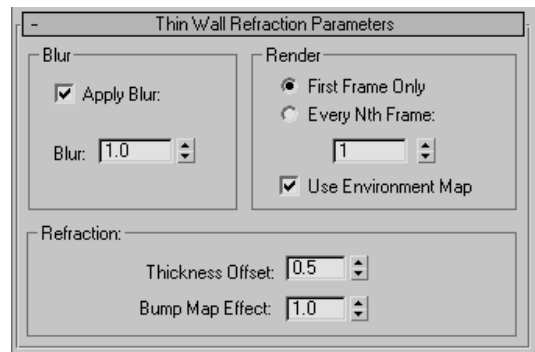 - Thin Wall Refraction Parameters
Blur
Apply Blur:
Blur: 1.0
Render
First Frame Only
Every Nth Frame:
1
Use Environment Map
Refraction:
Thickness Offset: 0.5
Bump Map Effect: 1.0